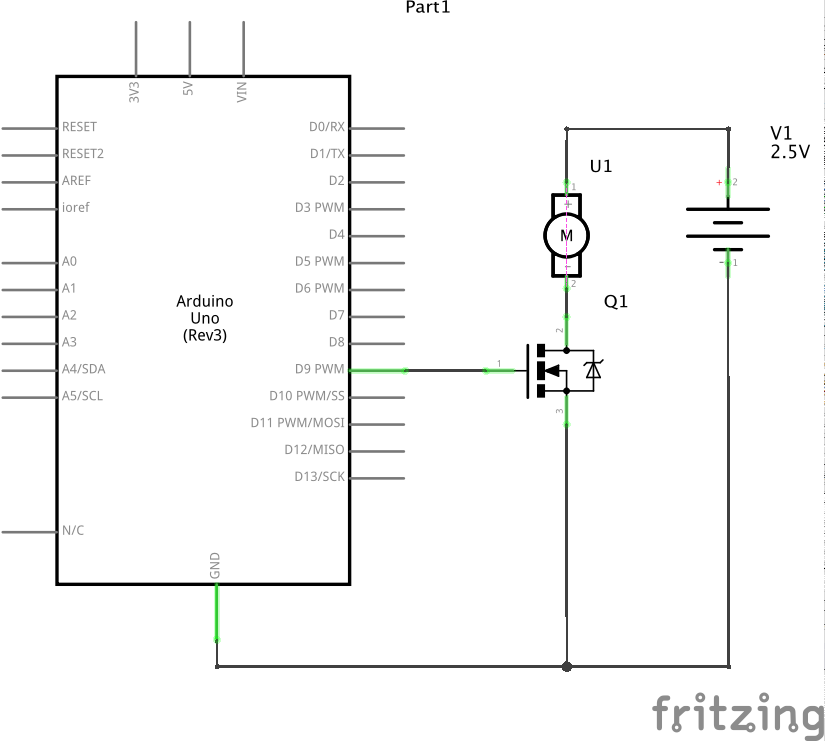 Part1
3V3
5V
VIN
RESET
RESET2
AREF
ioref
A0
A1
A2
A3
A4/SDA
A5/SCL
N/C
Arduino
Uno
(Rev3)
D0/RX
D1/TX
D2
D3 PWM
D4
D5 PWM
D6 PWM
D7
D8
D9 PWM
D10 PWM/SS
D11 PWM/MOSI
D12/MISO
D13/SCK
GND
U1
1
+
M
-
2
Q1
1
2
3
V1
2.5V
+ 2
- 1
fritzing